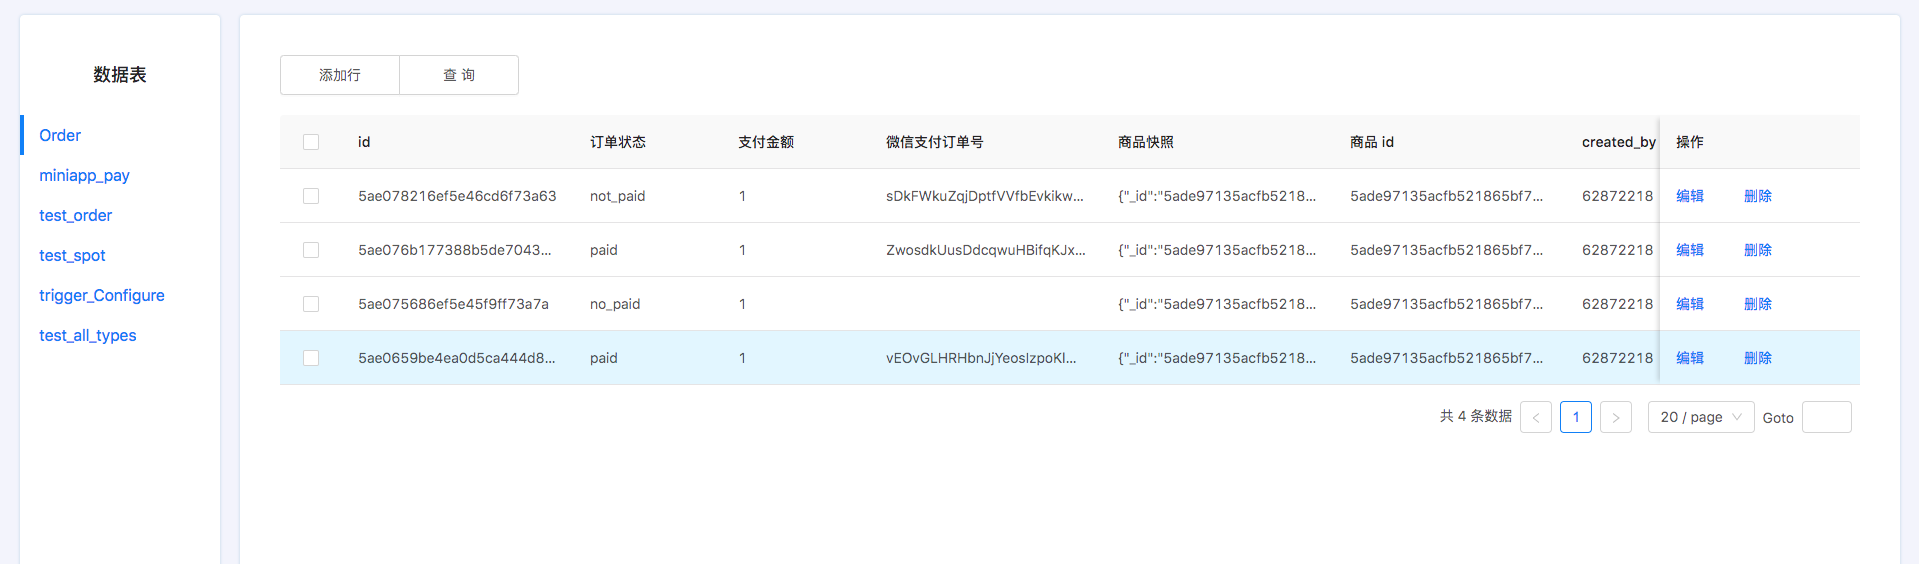 数据表
Order
miniapp_pay
test_order
test_spot
trigger_Configure
test_all_types
添加行 查 询
id 订单状态 支付金额 微信支付订单号 商品快照 商品 id created_by 操作
5ae078216ef5e46cd6f73a63 not_paid 1 sDkFWkuZqjDptfVVfbEvkikw... {"_id":"5ade97135acfb5218... 5ade97135acfb521865bf7... 62872218 编辑 删除
5ae076b177388b5de7043... paid 1 ZwosdkUusDdcqwuHBifqKJx... {"_id":"5ade97135acfb5218... 5ade97135acfb521865bf7... 62872218 编辑 删除
5ae075686ef5e45f9ff73a7a no_paid 1 {"_id":"5ade97135acfb5218... 5ade97135acfb521865bf7... 62872218 编辑 删除
5ae0659be4ea0d5ca444d8... paid 1 vEOvGLHRHbnJjYeoslzpoKI... {"_id":"5ade97135acfb5218... 5ade97135acfb521865bf7... 62872218 编辑 删除
共 4 条数据 < 1 > 20 / page Goto